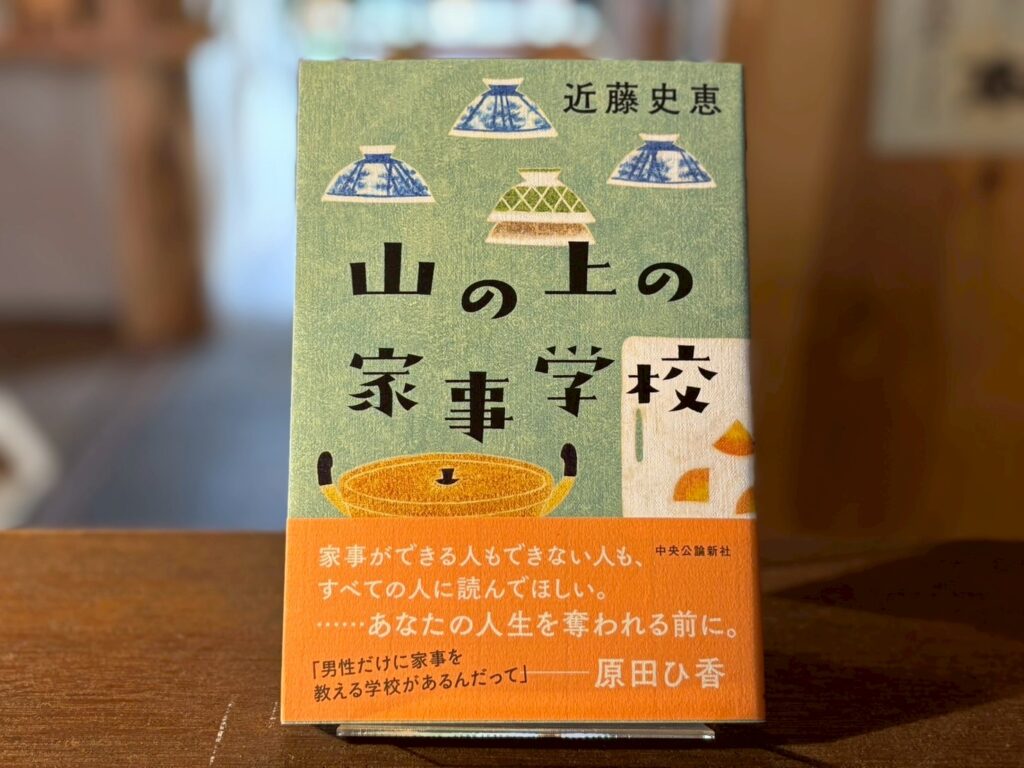 近藤史恵
山の上の
家事学校
家事ができる人もできない人も、
すべての人に読んでほしい。
……あなたの人生を奪われる前に。
「男性だけに家事を
教える学校があるんだって」
——原田ひ香
中央公論新社